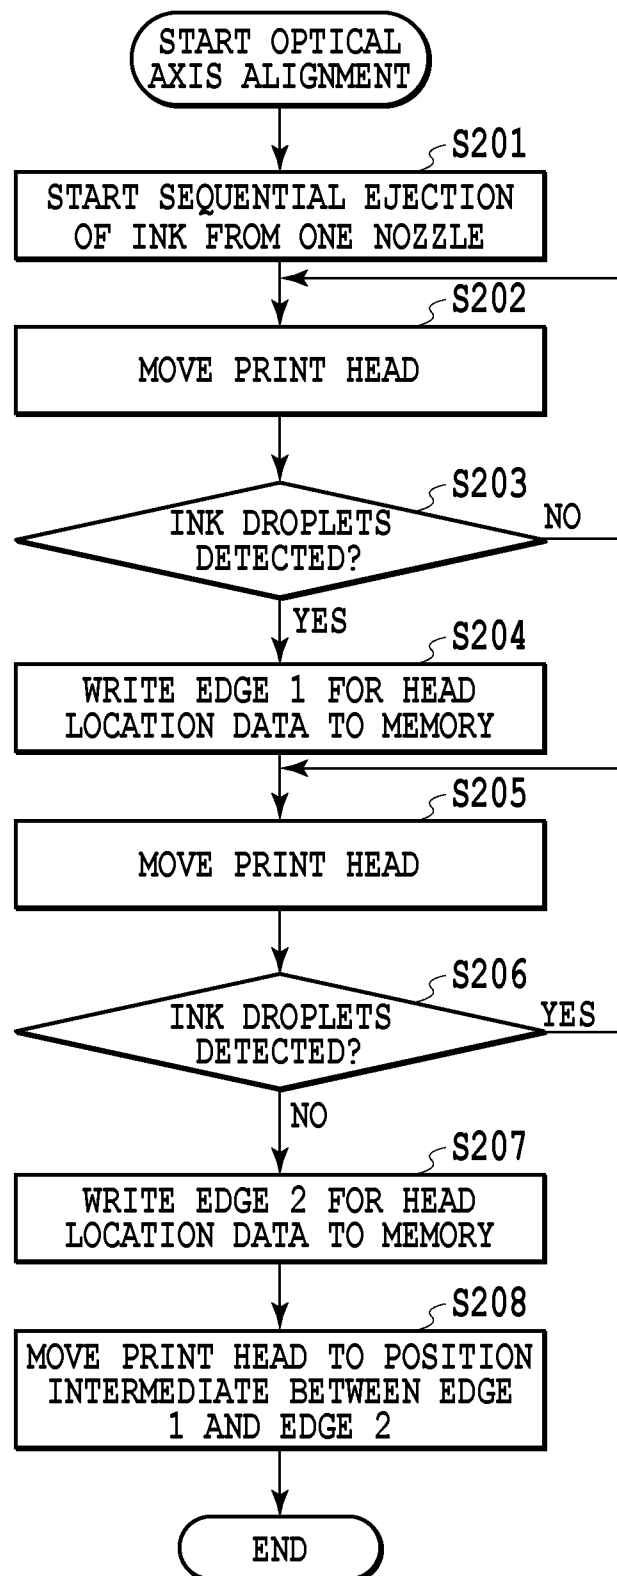 START OPTICAL
AXIS ALIGNMENT
S201
START SEQUENTIAL EJECTION
OF INK FROM ONE NOZZLE
S202
MOVE PRINT HEAD
S203
INK DROPLETS
DETECTED?
NO
YES
S204
WRITE EDGE 1 FOR HEAD
LOCATION DATA TO MEMORY
S205
MOVE PRINT HEAD
S206
INK DROPLETS
DETECTED?
YES
NO
S207
WRITE EDGE 2 FOR HEAD
LOCATION DATA TO MEMORY
S208
MOVE PRINT HEAD TO POSITION
INTERMEDIATE BETWEEN EDGE
1 AND EDGE 2
END